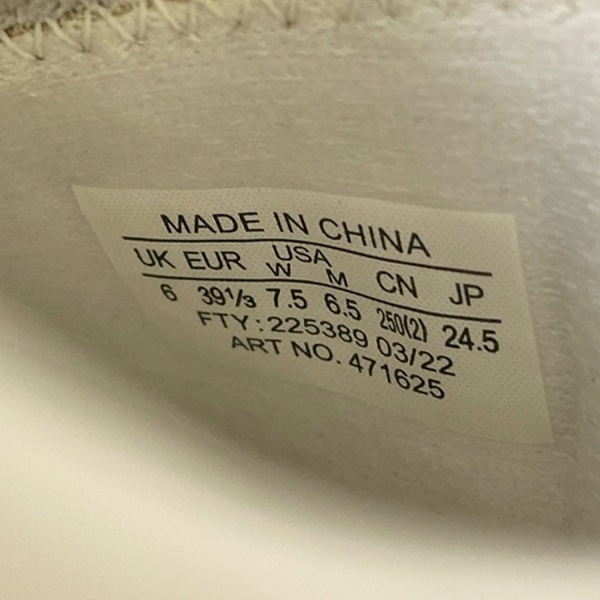 MADE IN CHINA
UK EUR USA CN JP
W M
6 39⅓ 7.5 6.5 250(2) 24.5
FTY: 225389 03/22
ART NO. 471625